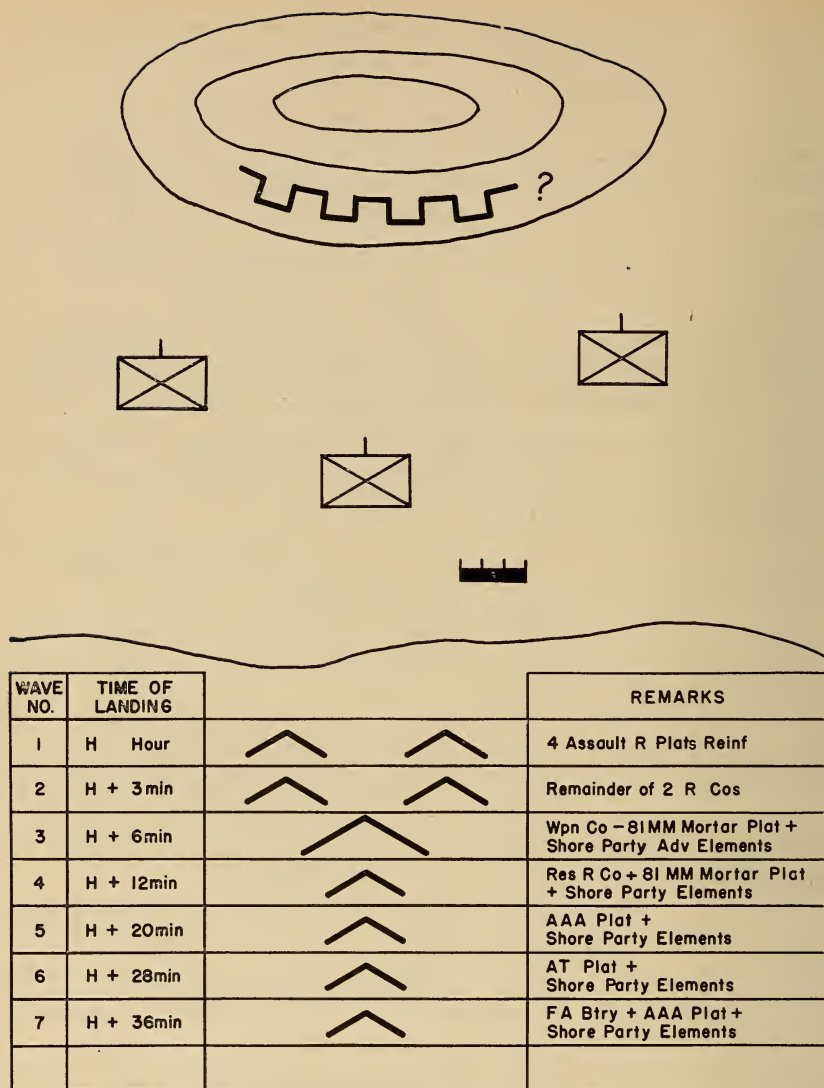 ?
WAVE NO. TIME OF LANDING REMARKS
1 H Hour 4 Assault R Plats Reinf
2 H + 3min Remainder of 2 R Cos
3 H + 6min Wpn Co - 81MM Mortar Plat +
Shore Party Adv Elements
4 H + 12min Res R Co + 81 MM Mortar Plat
+ Shore Party Elements
5 H + 20min AAA Plat +
Shore Party Elements
6 H + 28min AT Plat +
Shore Party Elements
7 H + 36min FA Btry + AAA Plat +
Shore Party Elements